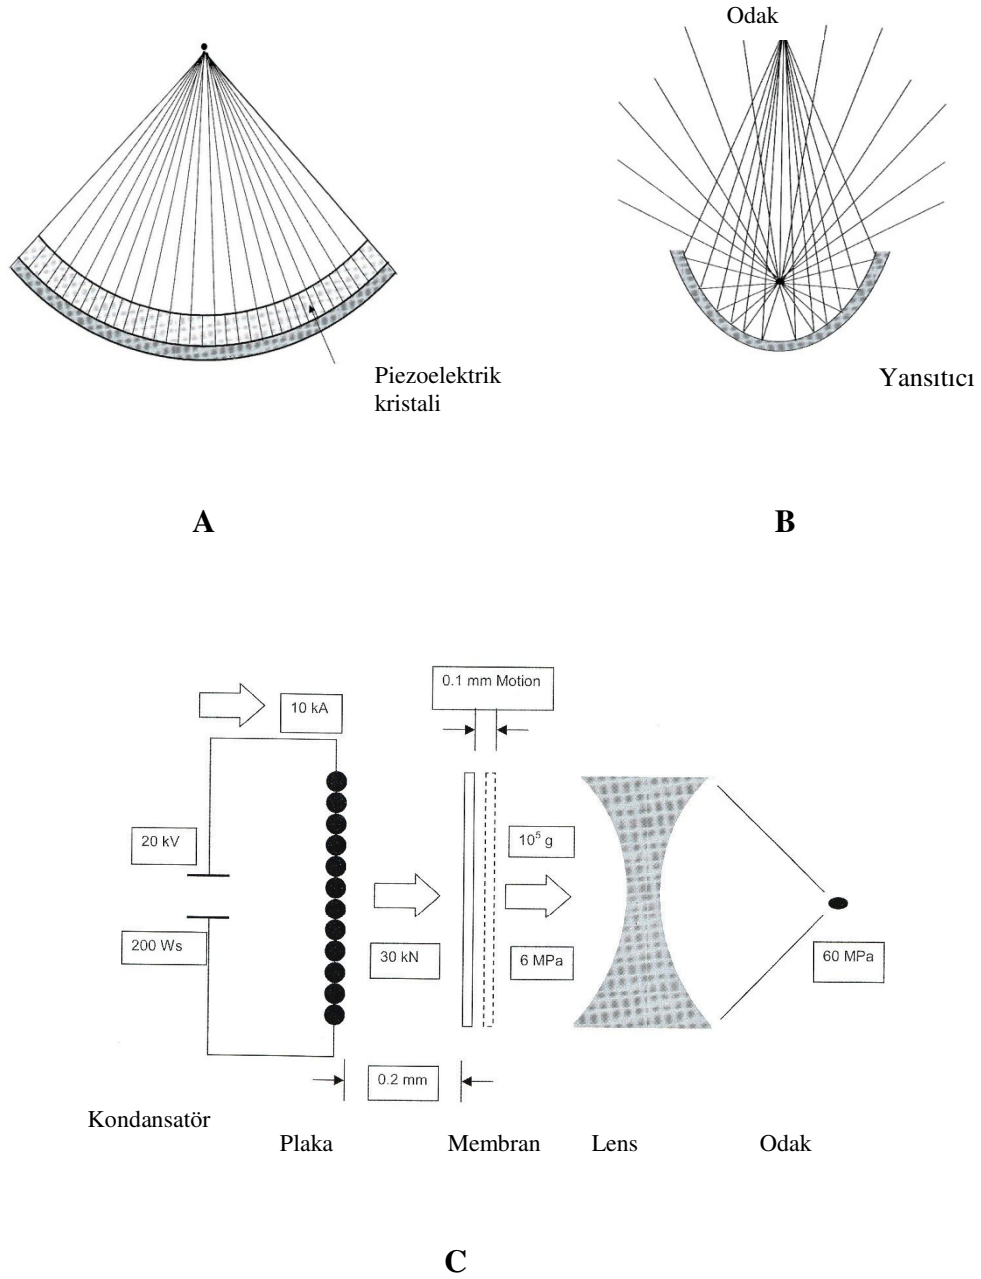 Odak
Piezoelektrik
kristali
Yansıtıcı
A
B
0.1 mm Motion
10 kA
20 kV
10⁵ g
200 Ws
30 kN
6 MPa
60 MPa
0.2 mm
Kondansatör
Plaka
Membran
Lens
Odak
C